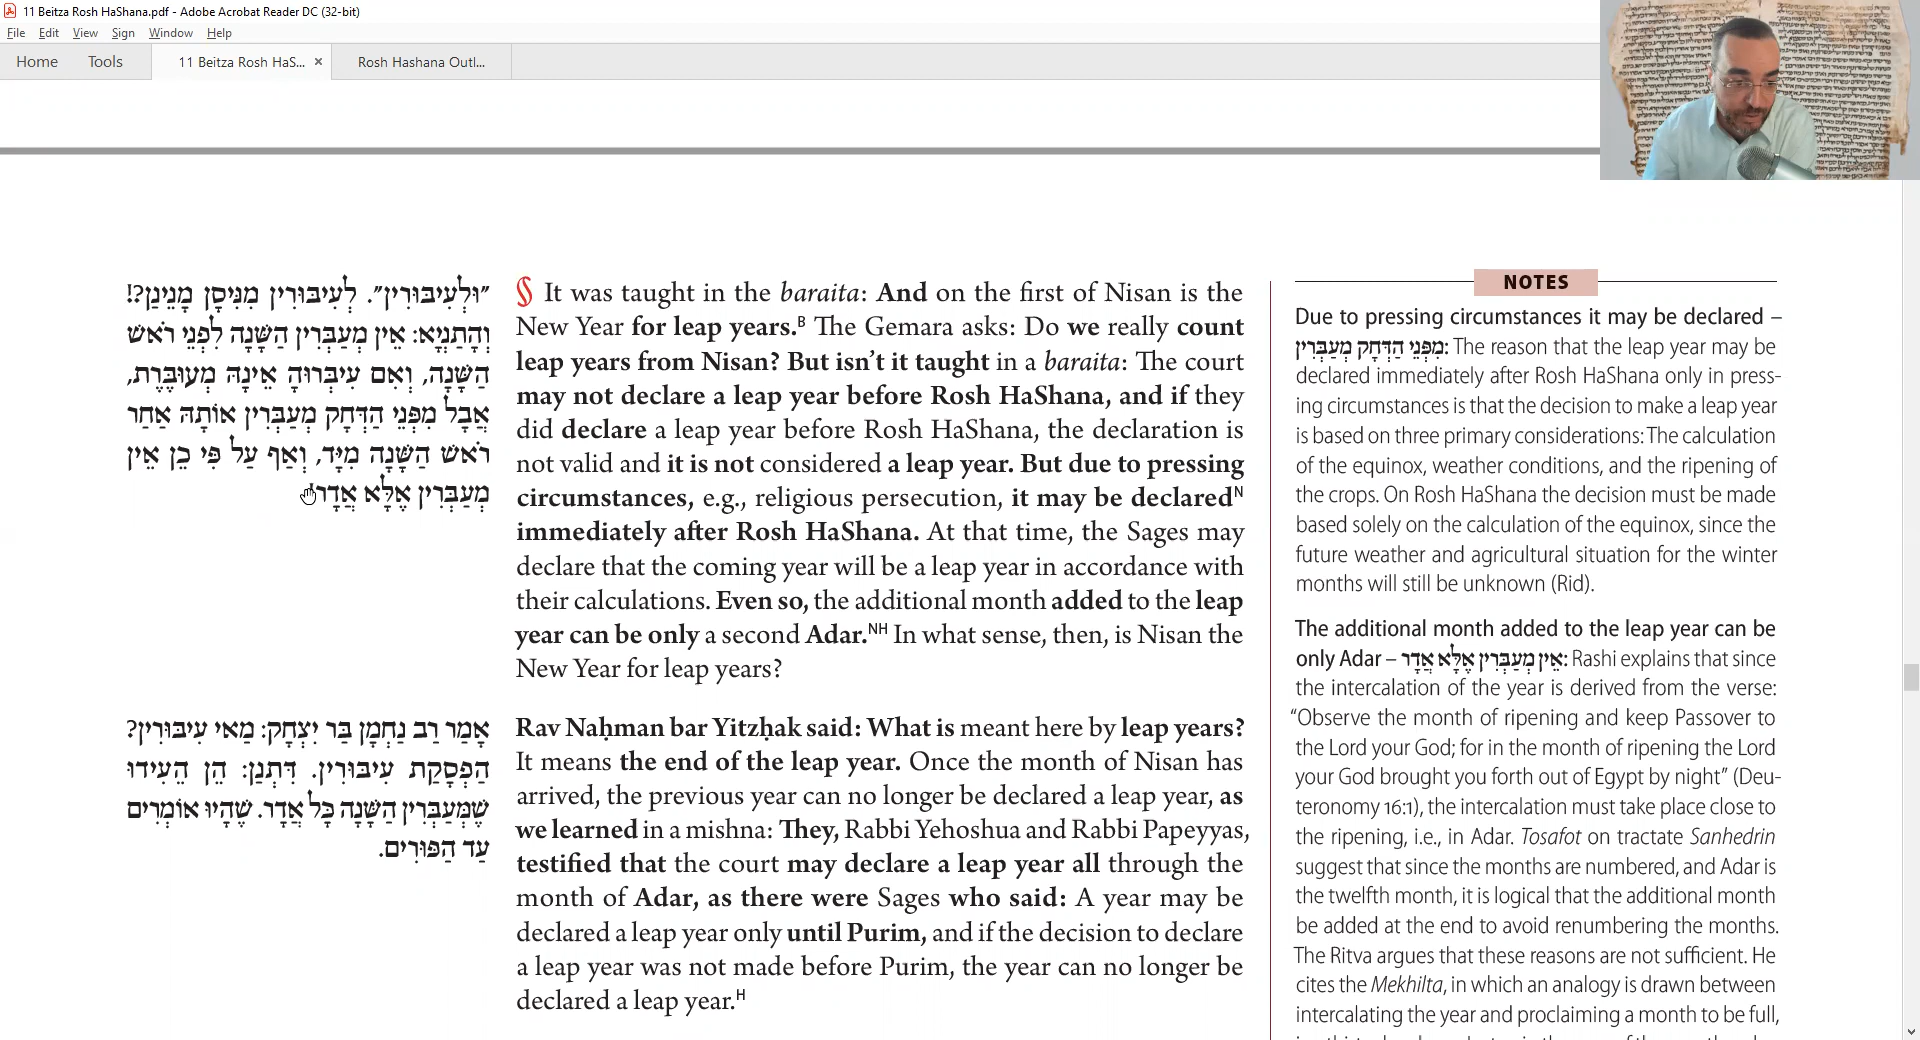 11 Beitza Rosh HaShana.pdf - Adobe Acrobat Reader DC (32-bit)
File Edit View Sign Window Help
Home Tools 11 Beitza Rosh HaS... × Rosh Hashana Outl...
״וּלְעִיבּוּרִין״. לְעִיבּוּרִין מִנִּיסָן מָנֵינַן?!
וְהָתַנְיָא: אֵין מְעַבְּרִין הַשָּׁנָה לִפְנֵי רֹאשׁ
הַשָּׁנָה, וְאִם עִיבְּרוּהָ אֵינָהּ מְעוּבֶּרֶת,
אֲבָל מִפְּנֵי הַדְּחָק מְעַבְּרִין אוֹתָהּ אַחַר
רֹאשׁ הַשָּׁנָה מִיָּד, וְאַף עַל פִּי כֵן אֵין
מְעַבְּרִין אֶלָּא אֲדָר!
אָמַר רַב נַחְמָן בַּר יִצְחָק: מַאי עִיבּוּרִין?
הַפְסָקַת עִיבּוּרִין. דִּתְנַן: הֵן הֵעִידוּ
שֶׁמְּעַבְּרִין הַשָּׁנָה כָּל אֲדָר. שֶׁהָיוּ אוֹמְרִים
עַד הַפּוּרִים.
§ It was taught in the baraita: And on the first of Nisan is the
New Year for leap years.B The Gemara asks: Do we really count
leap years from Nisan? But isn’t it taught in a baraita: The court
may not declare a leap year before Rosh HaShana, and if they
did declare a leap year before Rosh HaShana, the declaration is
not valid and it is not considered a leap year. But due to pressing
circumstances, e.g., religious persecution, it may be declaredN
immediately after Rosh HaShana. At that time, the Sages may
declare that the coming year will be a leap year in accordance with
their calculations. Even so, the additional month added to the leap
year can be only a second Adar.NH In what sense, then, is Nisan the
New Year for leap years?
Rav Naḥman bar Yitzḥak said: What is meant here by leap years?
It means the end of the leap year. Once the month of Nisan has
arrived, the previous year can no longer be declared a leap year, as
we learned in a mishna: They, Rabbi Yehoshua and Rabbi Papeyyas,
testified that the court may declare a leap year all through the
month of Adar, as there were Sages who said: A year may be
declared a leap year only until Purim, and if the decision to declare
a leap year was not made before Purim, the year can no longer be
declared a leap year.H
NOTES
Due to pressing circumstances it may be declared –
מִפְּנֵי הַדְּחָק מְעַבְּרִין: The reason that the leap year may be
declared immediately after Rosh HaShana only in press-
ing circumstances is that the decision to make a leap year
is based on three primary considerations: The calculation
of the equinox, weather conditions, and the ripening of
the crops. On Rosh HaShana the decision must be made
based solely on the calculation of the equinox, since the
future weather and agricultural situation for the winter
months will still be unknown (Rid).
The additional month added to the leap year can be
only Adar – אֵין מְעַבְּרִין אֶלָּא אֲדָר: Rashi explains that since
the intercalation of the year is derived from the verse:
“Observe the month of ripening and keep Passover to
the Lord your God; for in the month of ripening the Lord
your God brought you forth out of Egypt by night” (Deu-
teronomy 16:1), the intercalation must take place close to
the ripening, i.e., in Adar. Tosafot on tractate Sanhedrin
suggest that since the months are numbered, and Adar is
the twelfth month, it is logical that the additional month
be added at the end to avoid renumbering the months.
The Ritva argues that these reasons are not sufficient. He
cites the Mekhilta, in which an analogy is drawn between
intercalating the year and proclaiming a month to be full,